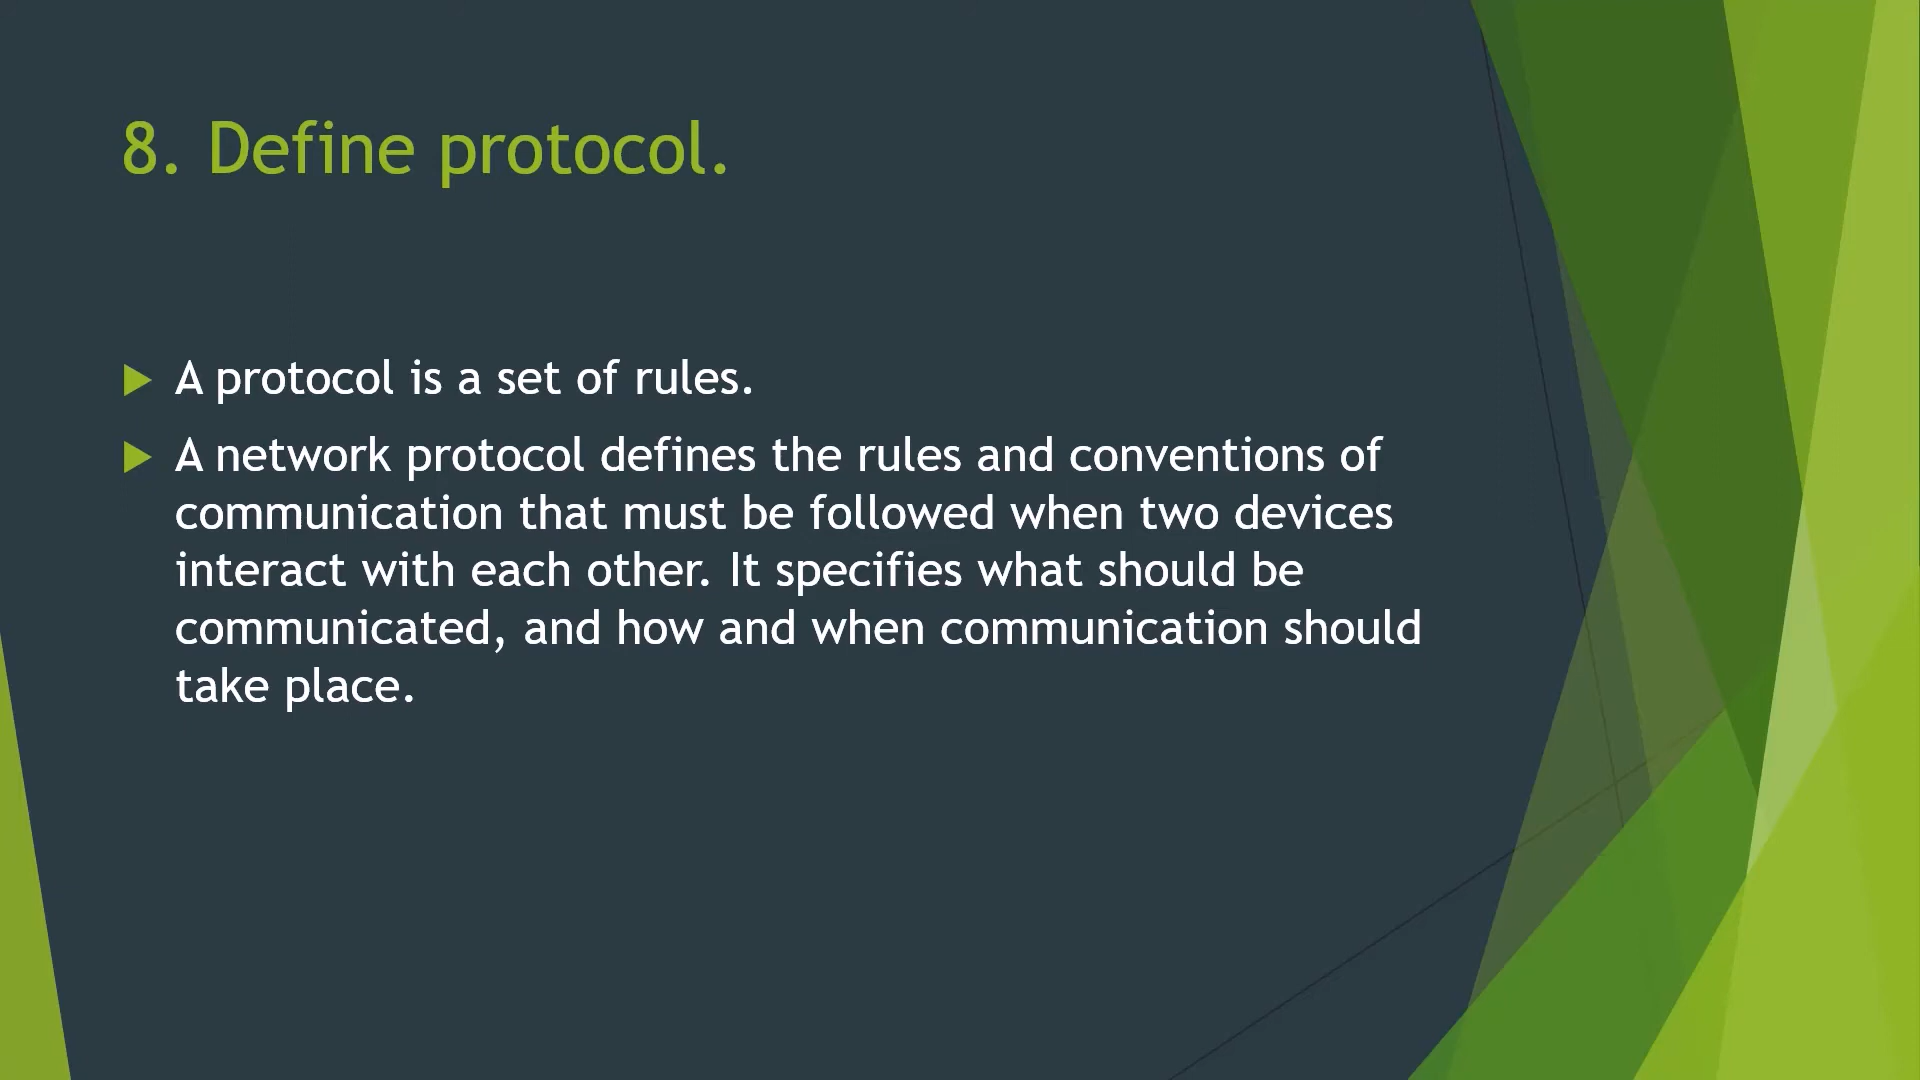 8. Define protocol.
A protocol is a set of rules.
A network protocol defines the rules and conventions of
communication that must be followed when two devices
interact with each other. It specifies what should be
communicated, and how and when communication should
take place.